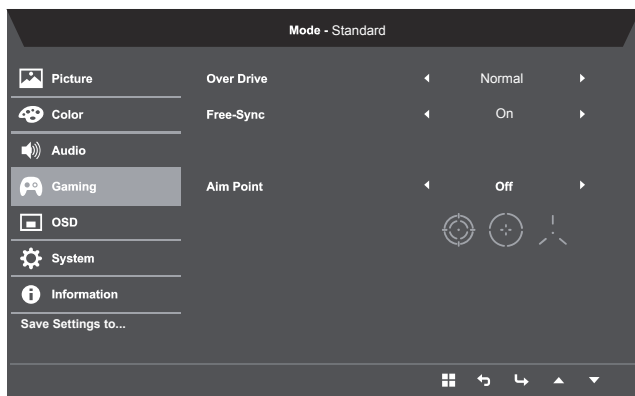 Mode - Standard
Picture
Over Drive Normal
Color
Free-Sync On
Audio
Gaming
Aim Point Off
OSD
System
Information
Save Settings to...